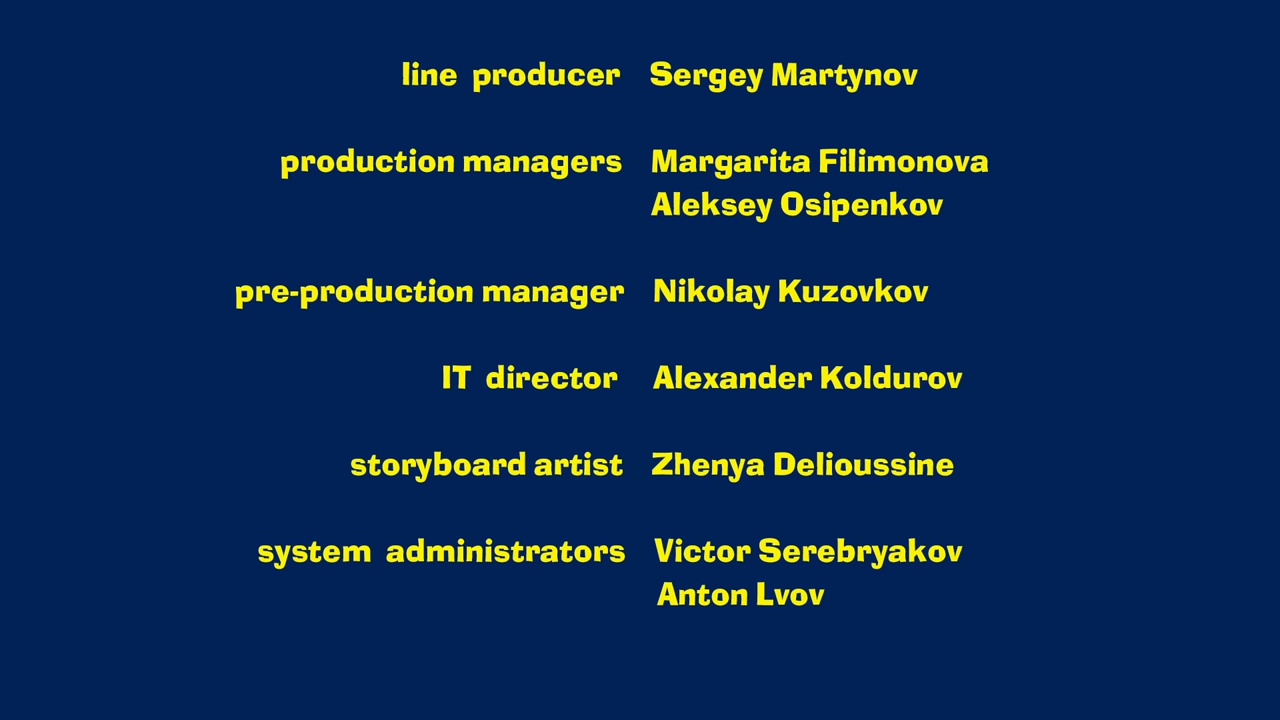 line producer Sergey Martynov
production managers Margarita Filimonova
Aleksey Osipenkov
pre-production manager Nikolay Kuzovkov
IT director Alexander Koldurov
storyboard artist Zhenya Delioussine
system administrators Victor Serebryakov
Anton Lvov